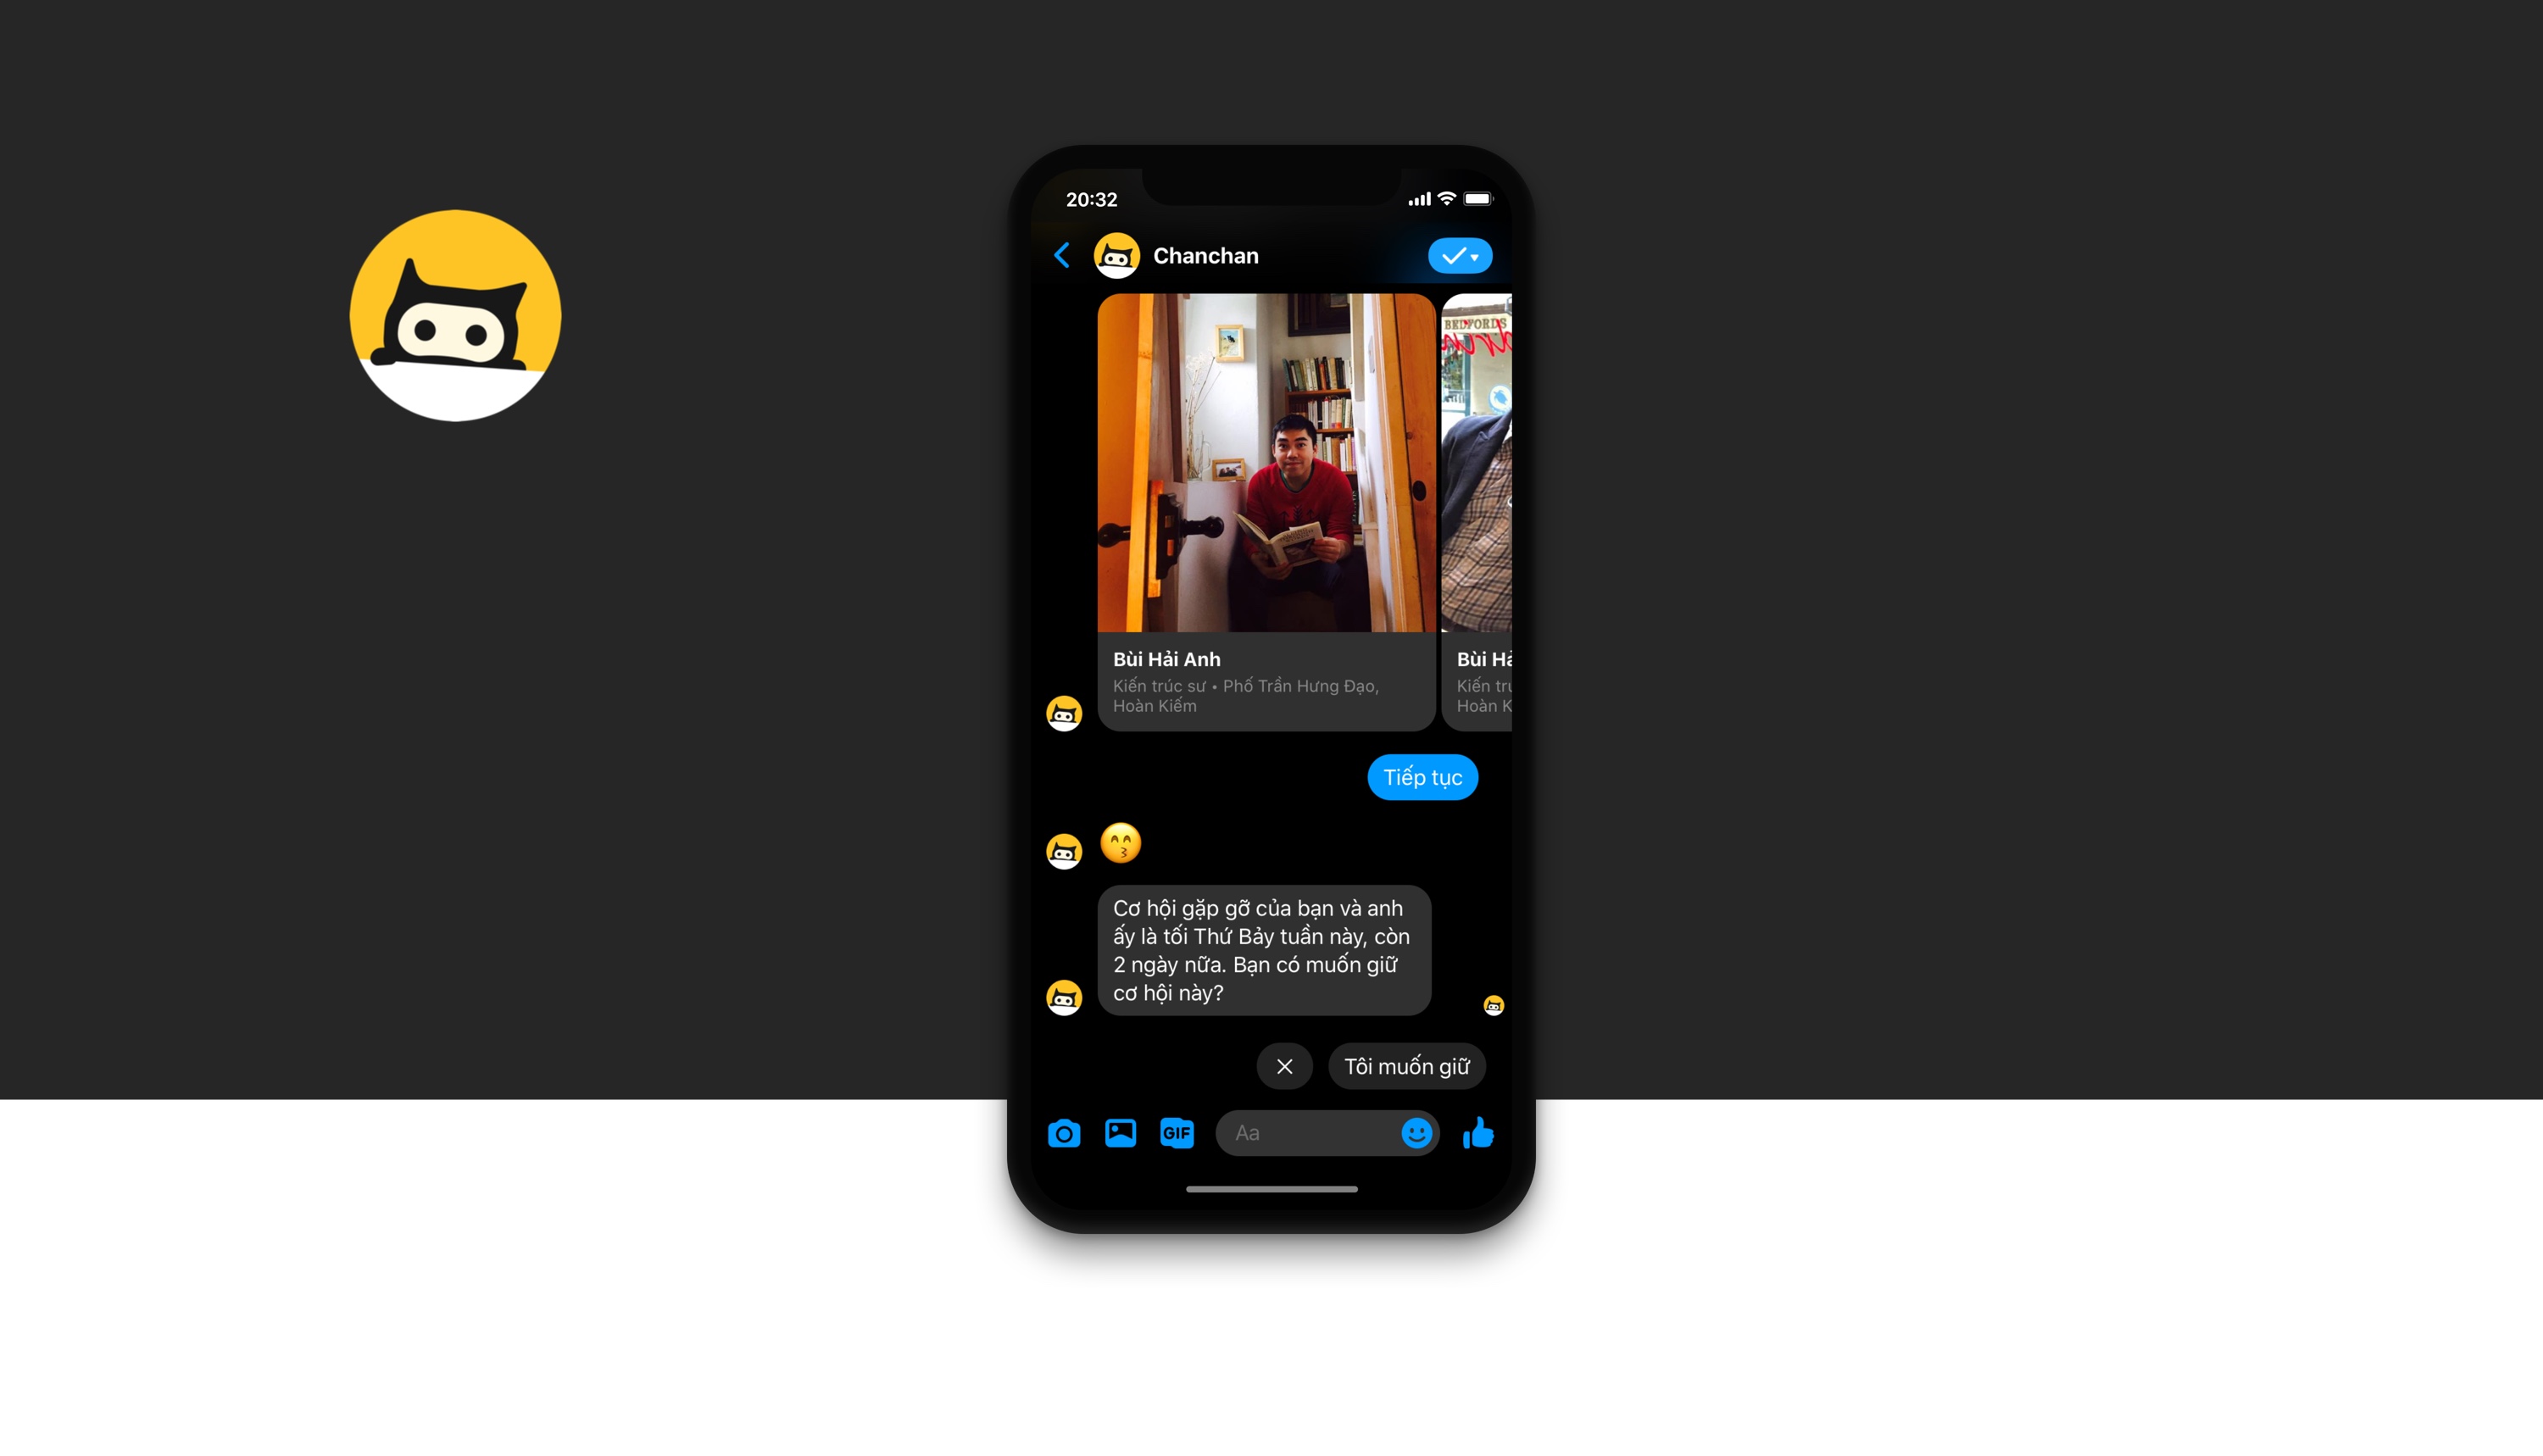 20:32
Chanchan
BEDFORDS
Bùi Hải Anh
Kiến trúc sư • Phố Trần Hưng Đạo,
Hoàn Kiếm
Bùi Hả
Kiến trú
Hoàn K
Tiếp tục
Cơ hội gặp gỡ của bạn và anh
ấy là tối Thứ Bảy tuần này, còn
2 ngày nữa. Bạn có muốn giữ
cơ hội này?
Tôi muốn giữ
GIF
Aa